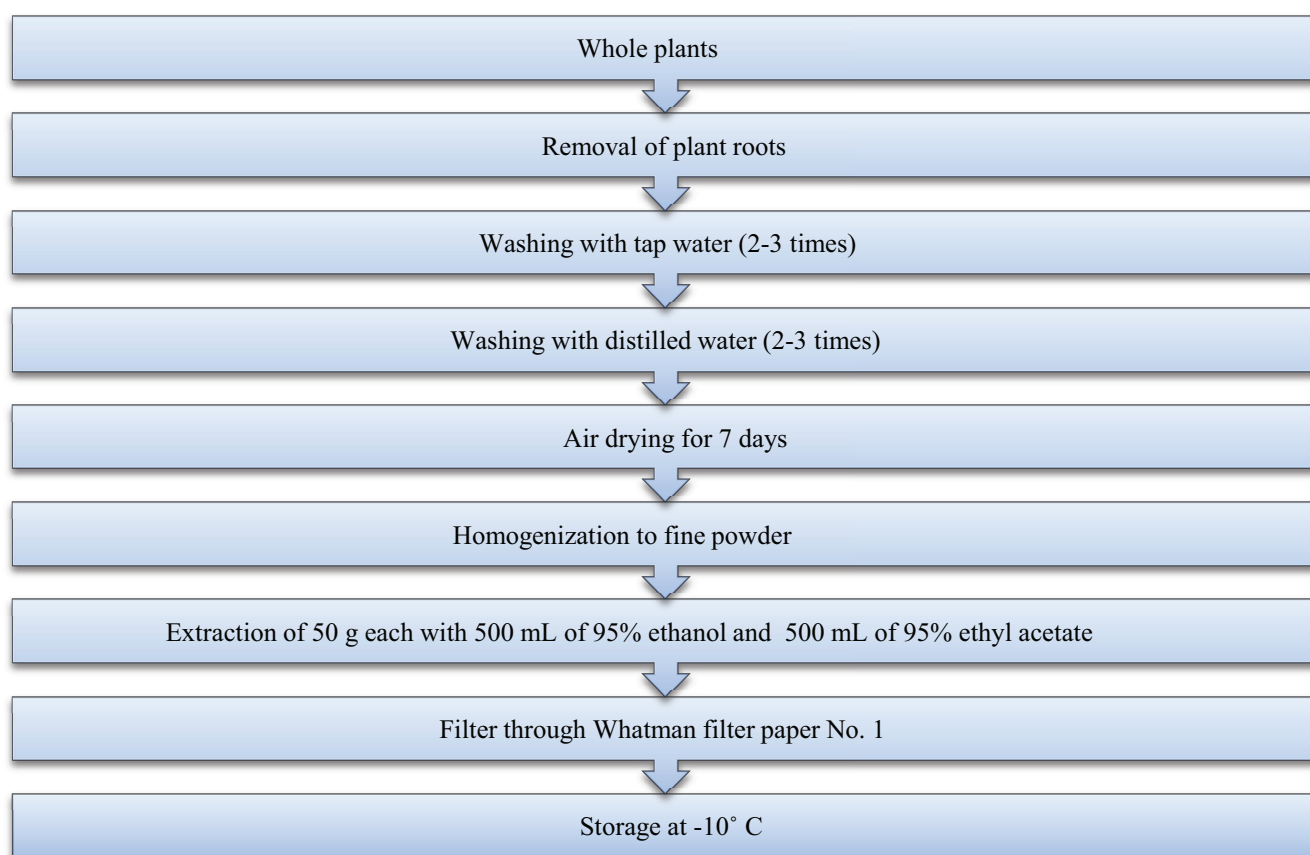 Whole plants
Removal of plant roots
Washing with tap water (2-3 times)
Washing with distilled water (2-3 times)
Air drying for 7 days
Homogenization to fine powder
Extraction of 50 g each with 500 mL of 95% ethanol and  500 mL of 95% ethyl acetate
Filter through Whatman filter paper No. 1
Storage at -10˚ C